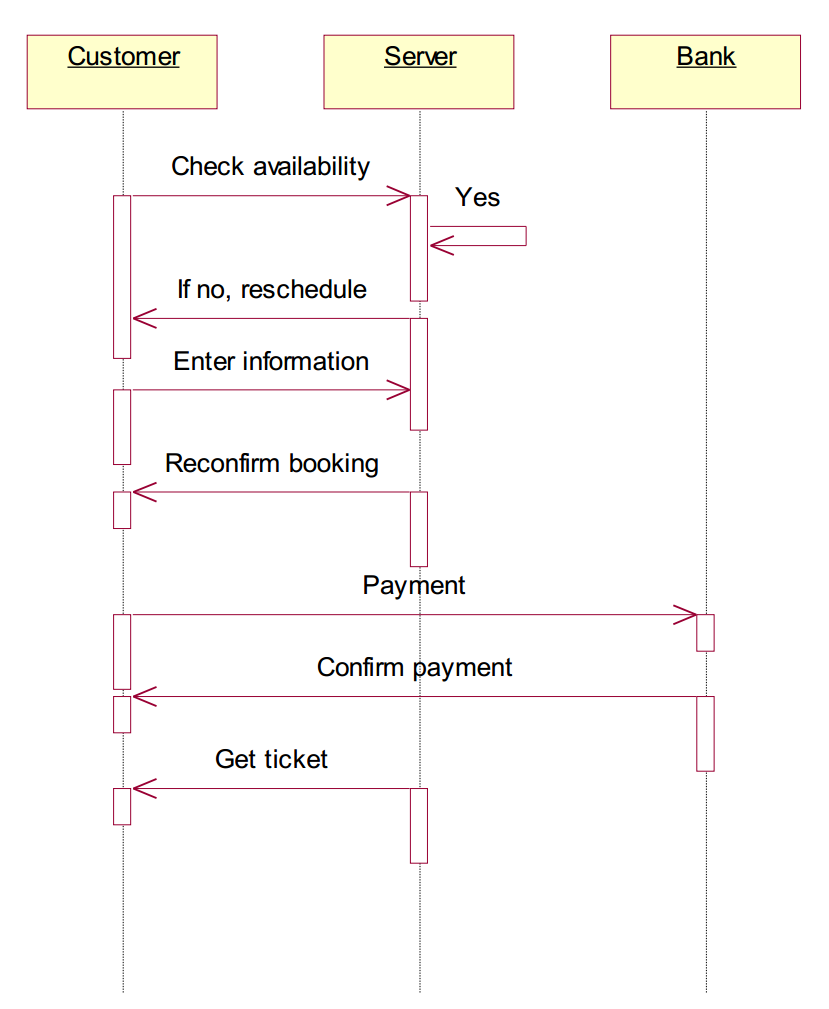 Customer
Server
Bank
Check availability
Yes
If no, reschedule
Enter information
Reconfirm booking
Payment
Confirm payment
Get ticket